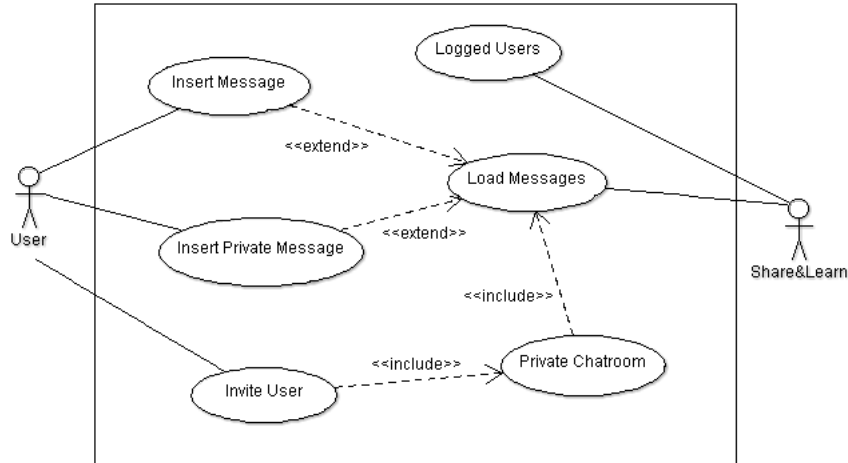 Logged Users
Insert Message
<<extend>>
Load Messages
User
Insert Private Message
<<extend>>
Share&Learn
<<include>>
<<include>>
Private Chatroom
Invite User